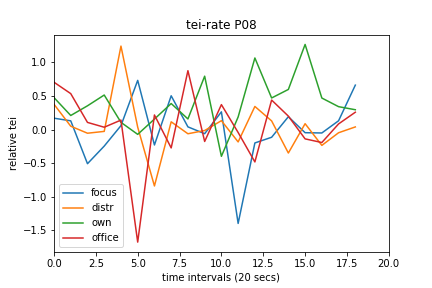 tei-rate P08
relative tei
1.0
0.5
0.0
−0.5
−1.0
−1.5
focus
distr
own
office
0.0 2.5 5.0 7.5 10.0 12.5 15.0 17.5 20.0
time intervals (20 secs)